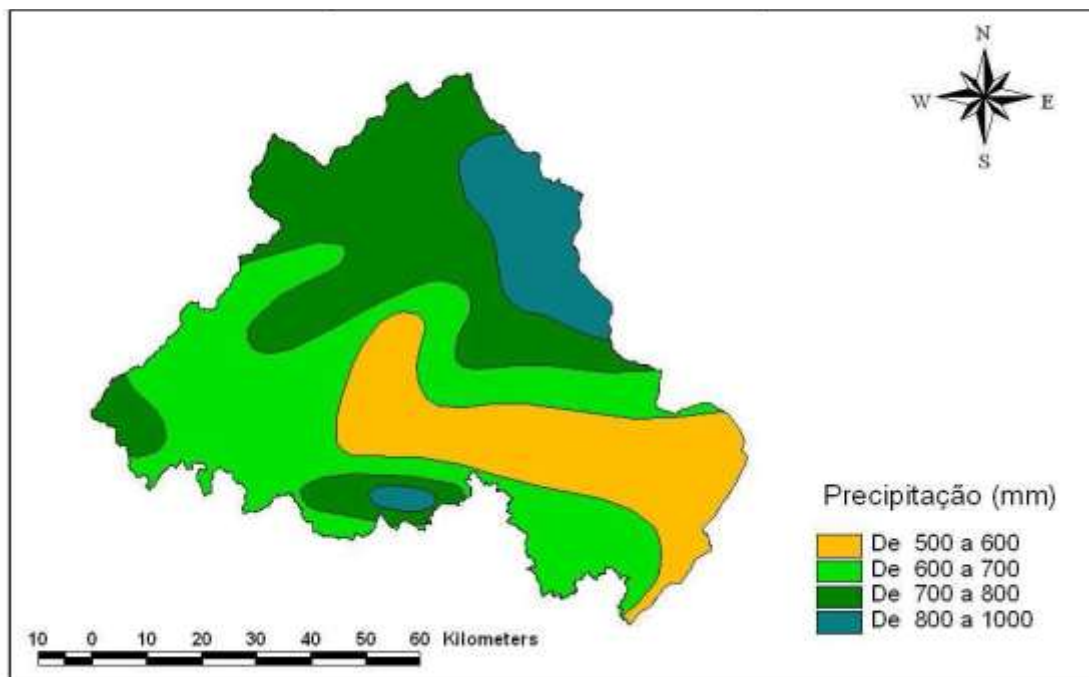 N
W E
S
Precipitação (mm)
De 500 a 600
De 600 a 700
De 700 a 800
De 800 a 1000
10 0 10 20 30 40 50 60 Kilometers